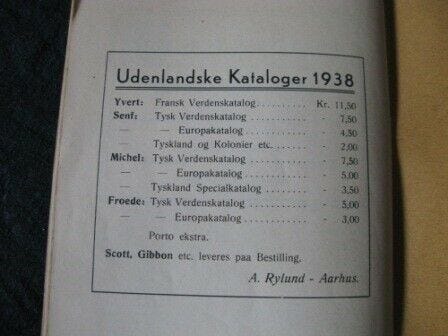 Udenlandske Kataloger 1938
Yvert: Fransk Verdenskatalog .......... Kr. 11,50
Senf: Tysk Verdenskatalog .......... - 7,50
— — Europakatalog .......... - 4,50
— Tyskland og Kolonier etc. .......... - 2,00
Michel: Tysk Verdenskatalog .......... - 7,50
— — Europakatalog .......... - 5,00
— Tyskland Specialkatalog .......... - 3,50
Froede: Tysk Verdenskatalog .......... - 5,00
— — Europakatalog .......... - 3,00
Porto ekstra.
Scott, Gibbon etc. leveres paa Bestilling.
A. Rylund - Aarhus.